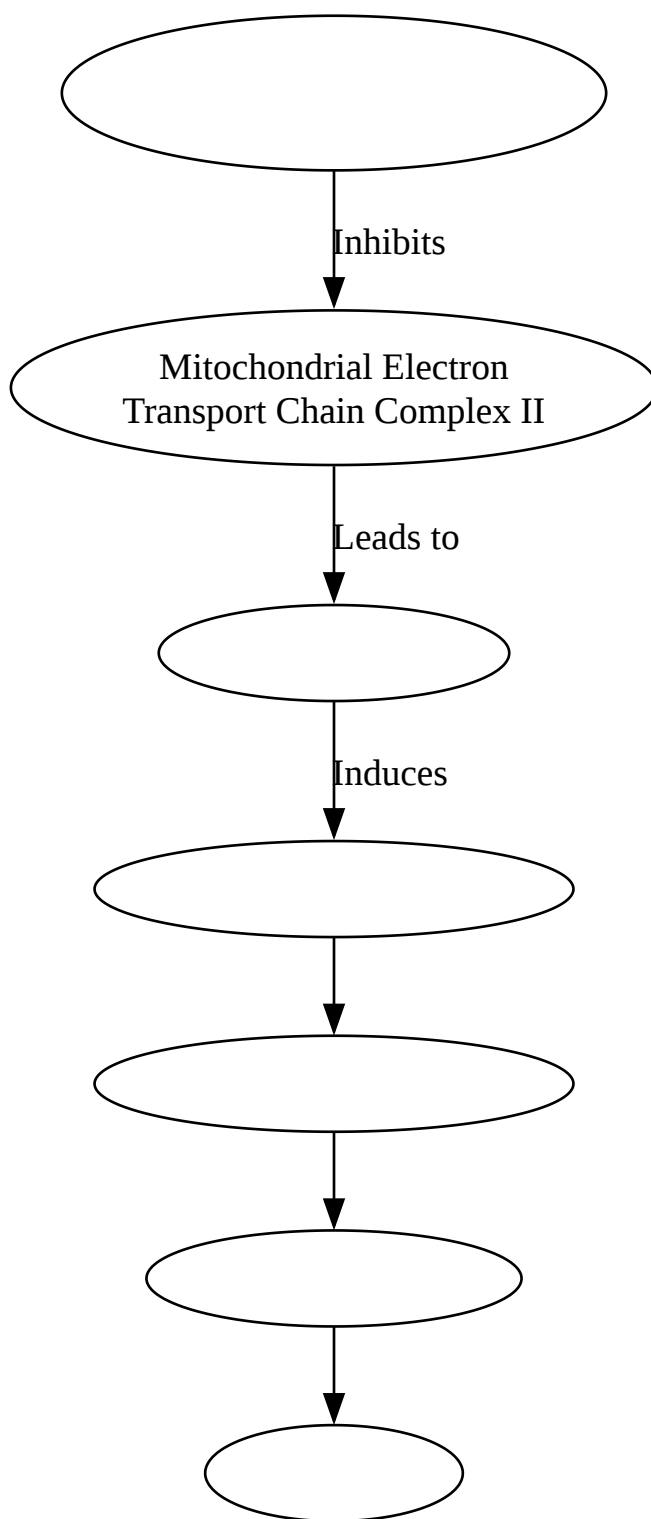 Inhibits
Mitochondrial Electron
Transport Chain Complex II
Leads to
Induces